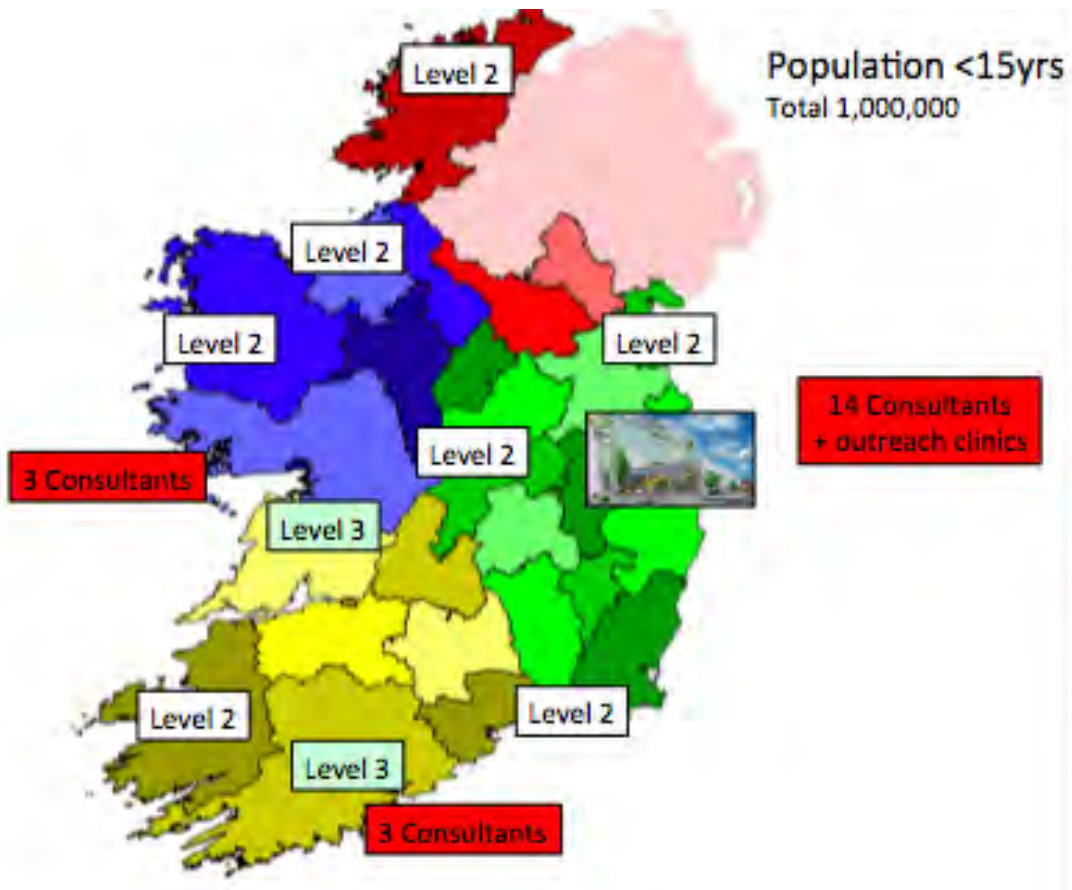 Level 2
Population <15yrs
Total 1,000,000
Level 2
Level 2
Level 2
14 Consultants
+ outreach clinics
Level 2
3 Consultants
Level 3
Level 2
Level 2
Level 3
3 Consultants